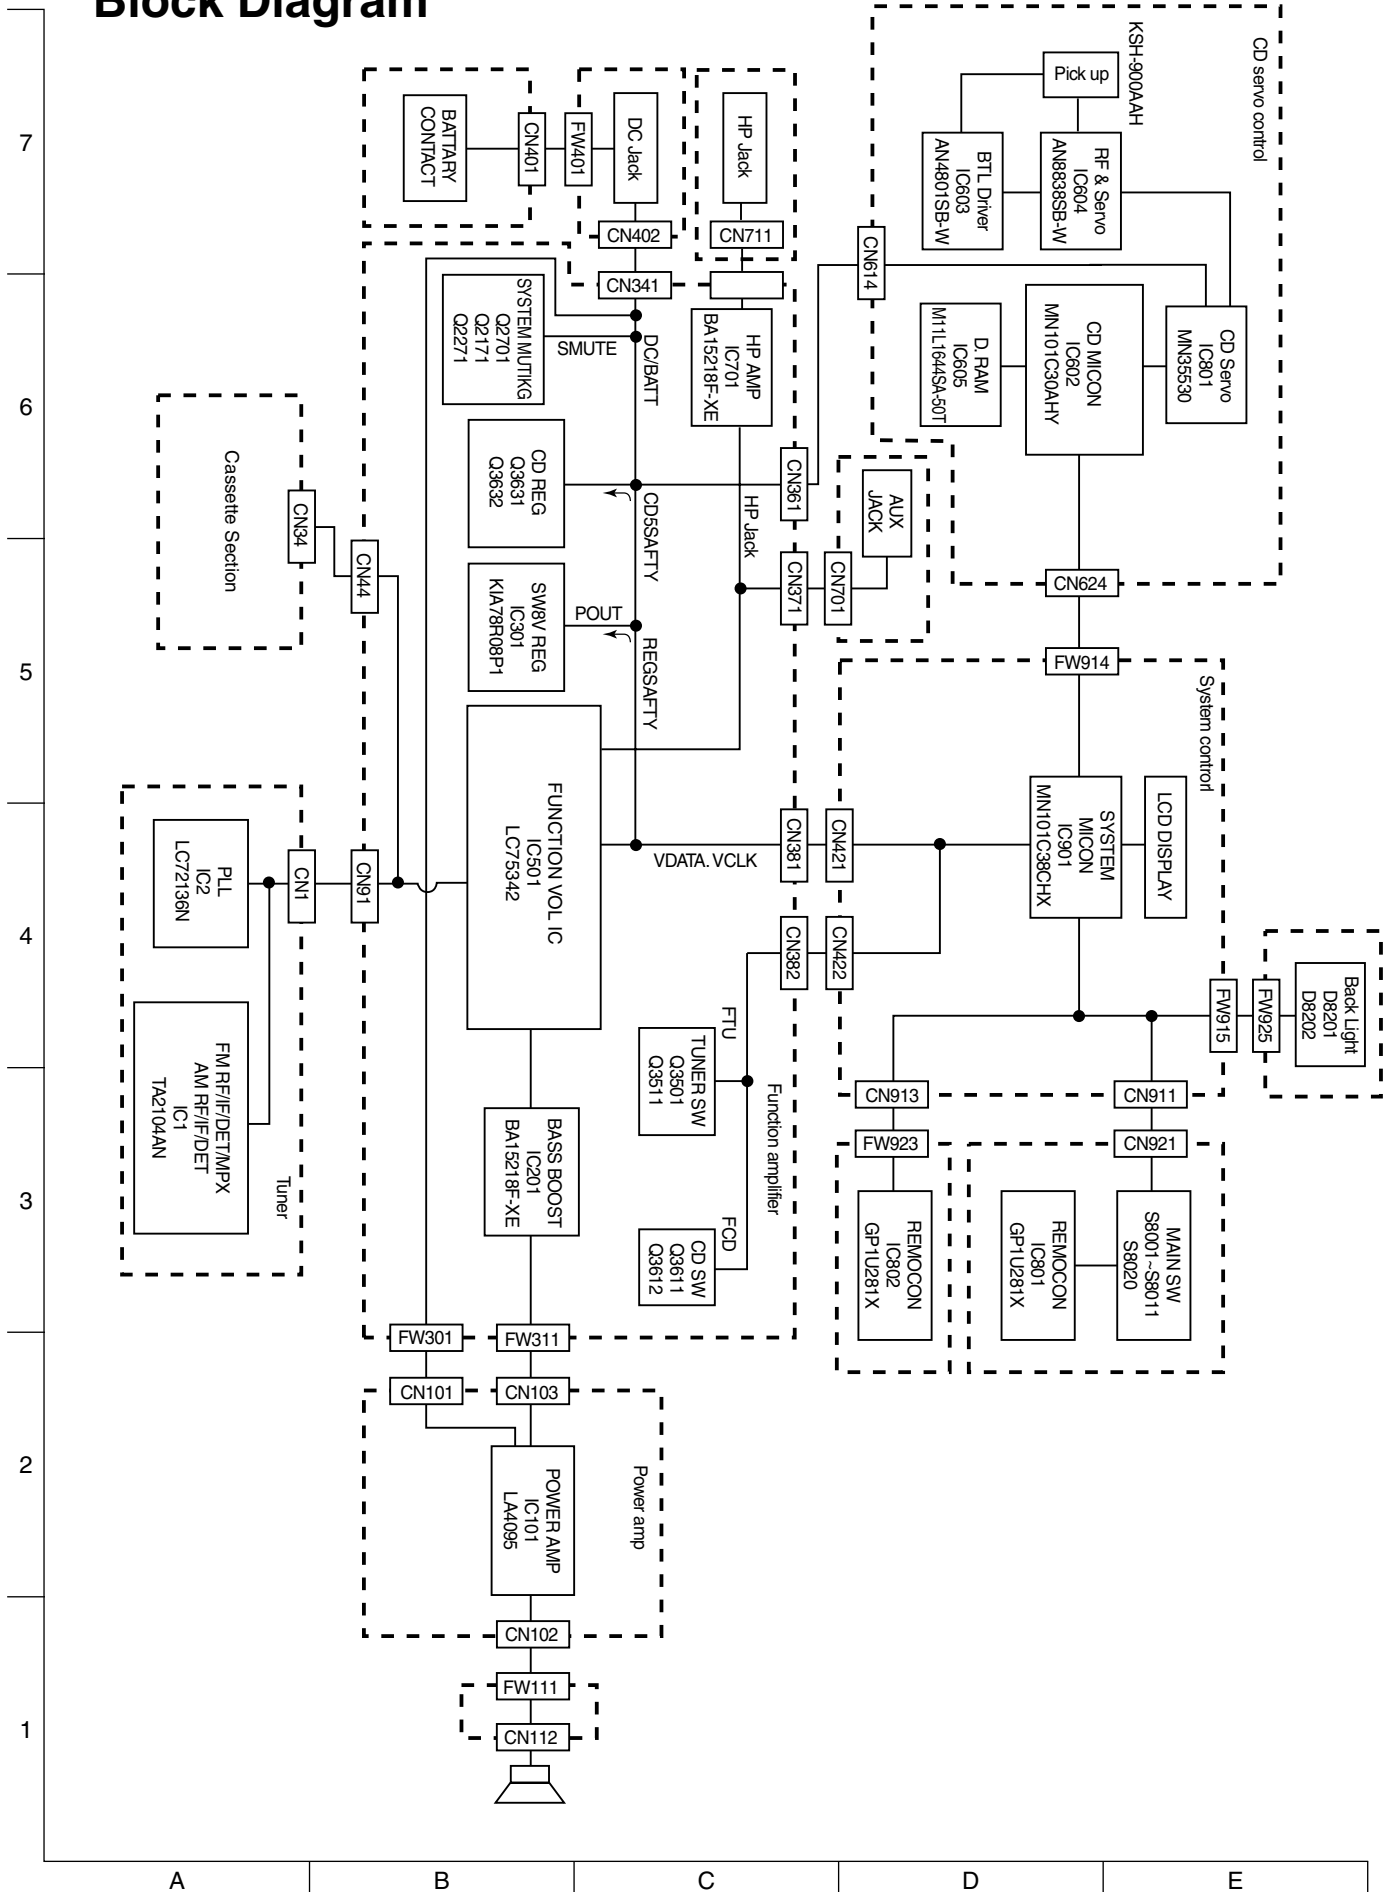 Block Diagram
7
6
5
4
3
2
1
A
B
C
D
E
CD servo control
KSH-900AAH
Pick up
BTL Driver
IC603
AN4801SB-W
RF & Servo
IC604
AN8838SB-W
CN614
D. RAM
IC605
M11L1644SA-50T
CD MICON
IC602
MN101C30AHY
CD Servo
IC801
MN35530
CN624
BATTARY
CONTACT
CN401
FW401
DC Jack
CN402
HP Jack
CN711
CN341
SYSTEM MUTIKG
Q2701
Q2171
Q2271
SMUTE
DC/BATT
HP AMP
IC701
BA15218F-XE
CD REG
Q3631
Q3632
CD5SAFTY
HP Jack
CN361
AUX
JACK
CN371
CN701
SW8V REG
IC301
KIA78R08P1
POUT
REGSAFTY
Cassette Section
CN34
CN44
FW914
System controrl
FUNCTION VOL IC
IC501
LC75342
VDATA. VCLK
CN381
CN421
SYSTEM
MICON
IC901
MN101C38CHX
LCD DISPLAY
PLL
IC2
LC72136N
CN1
CN91
CN382
CN422
FW915
FW925
Back Light
D8201
D8202
FM RF/IF/DET/MPX
AM RF/IF/DET
IC1
TA2104AN
Tuner
FTU
TUNER SW
Q3501
Q3511
Function amplifier
CN913
CN911
FW923
CN921
BASS BOOST
IC201
BA15218F-XE
FCD
CD SW
Q3611
Q3612
REMOCON
IC802
GP1U281X
REMOCON
IC801
GP1U281X
MAIN SW
S8001~S8011
S8020
FW301
FW311
CN101
CN103
POWER AMP
IC101
LA4095
Power amp
CN102
FW111
CN112